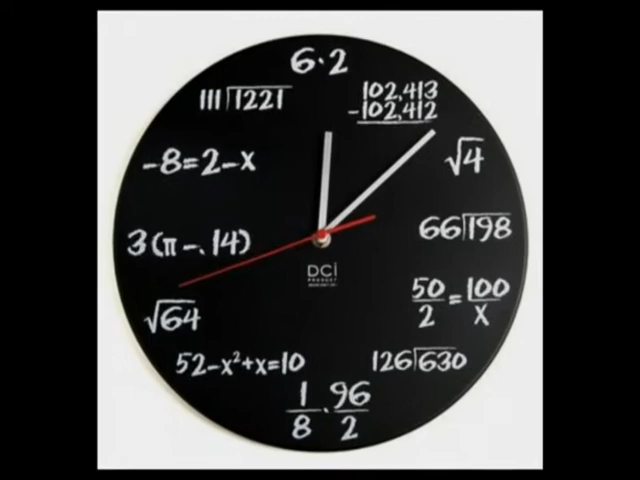 6·2
102,413
-102,412
√4
66⟌198
50/2 = 100/x
126⟌630
1/8 · 96/2
52-x²+x=10
√64
3(π-.14)
-8=2-x
111⟌1221
DCI
PRODUCT